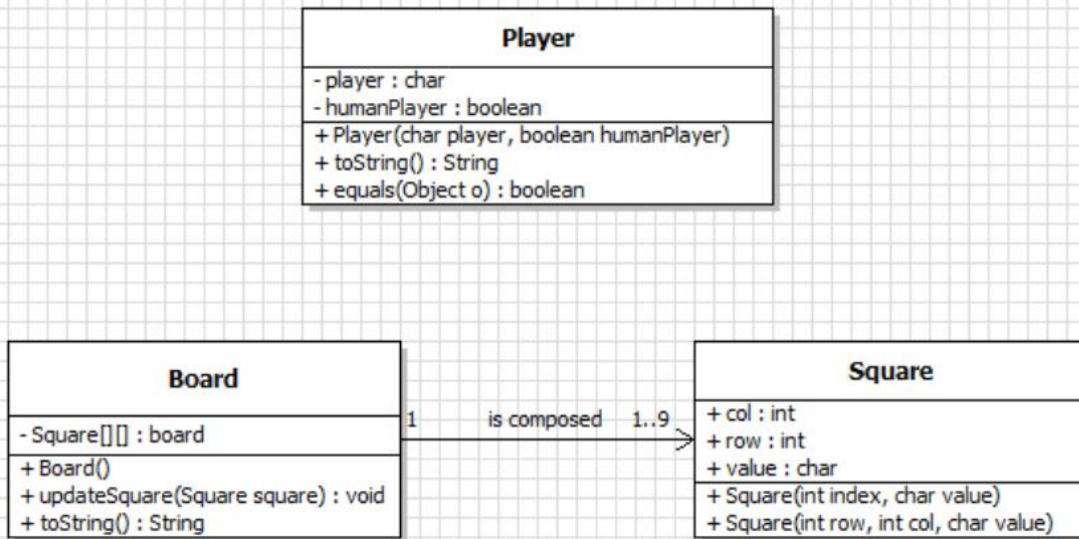 Player
- player : char
- humanPlayer : boolean
+ Player(char player, boolean humanPlayer)
+ toString() : String
+ equals(Object o) : boolean
Board
- Square[][] : board
+ Board()
+ updateSquare(Square square) : void
+ toString() : String
1 is composed 1..9
Square
+ col : int
+ row : int
+ value : char
+ Square(int index, char value)
+ Square(int row, int col, char value)